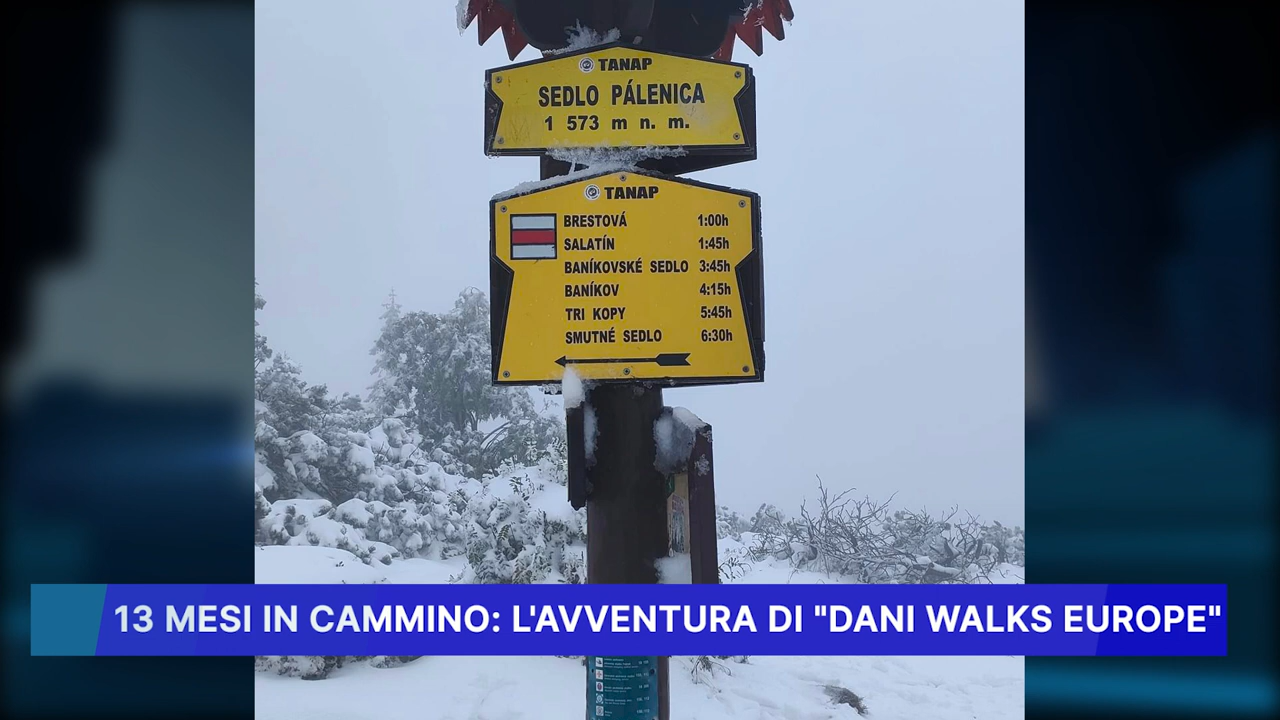 TANAP
SEDLO PÁLENICA
1 573 m n. m.
TANAP
BRESTOVÁ 1:00h
SALATÍN 1:45h
BANÍKOVSKÉ SEDLO 3:45h
BANÍKOV 4:15h
TRI KOPY 5:45h
SMUTNÉ SEDLO 6:30h
13 MESI IN CAMMINO: L'AVVENTURA DI "DANI WALKS EUROPE"